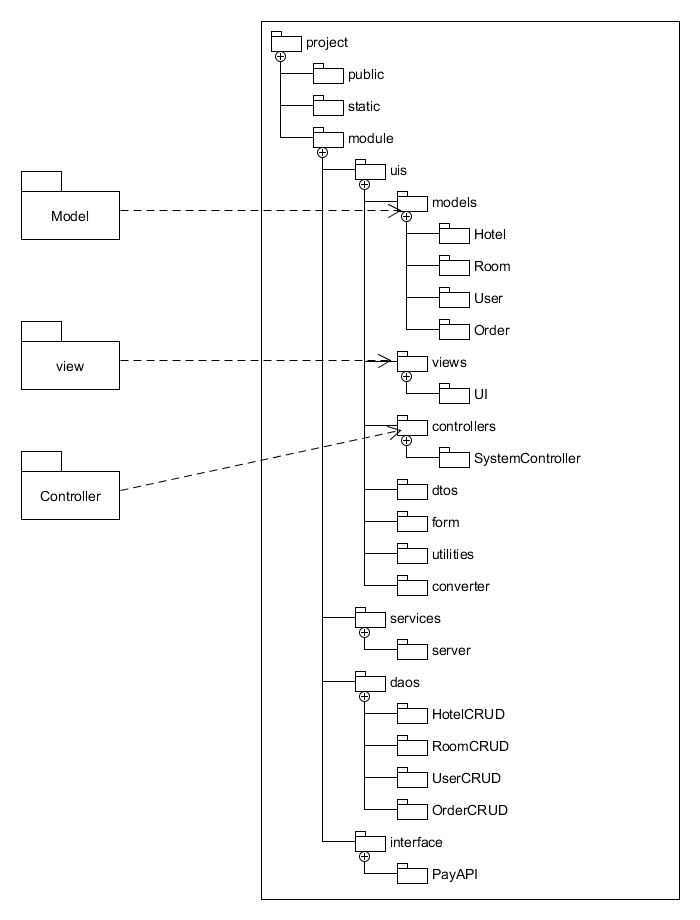 project
public
static
module
uis
models
Model
Hotel
Room
User
Order
views
view
UI
controllers
SystemController
dtos
Controller
form
utilities
converter
services
server
daos
HotelCRUD
RoomCRUD
UserCRUD
OrderCRUD
interface
PayAPI